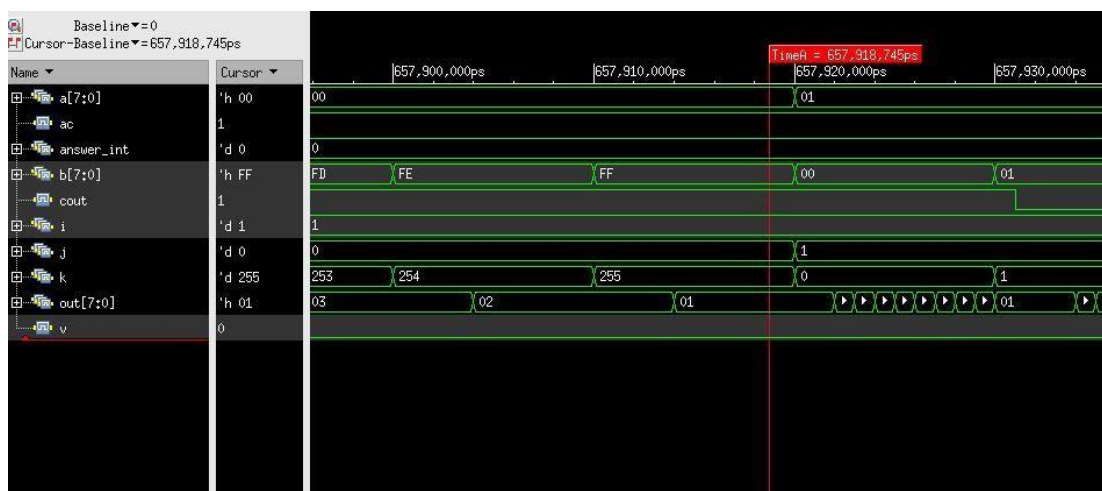 Baseline▼=0
Cursor-Baseline▼=657,918,745ps
TimeA = 657,918,745ps
Name ▼ Cursor ▼ 657,900,000ps 657,910,000ps 657,920,000ps 657,930,000ps
a[7:0] 'h 00 00 01
ac 1
answer_int 'd 0 0
b[7:0] 'h FF FD FE FF 00 01
cout 1
i 'd 1 1
j 'd 0 0 1
k 'd 255 253 254 255 0 1
out[7:0] 'h 01 03 02 01 01
v 0